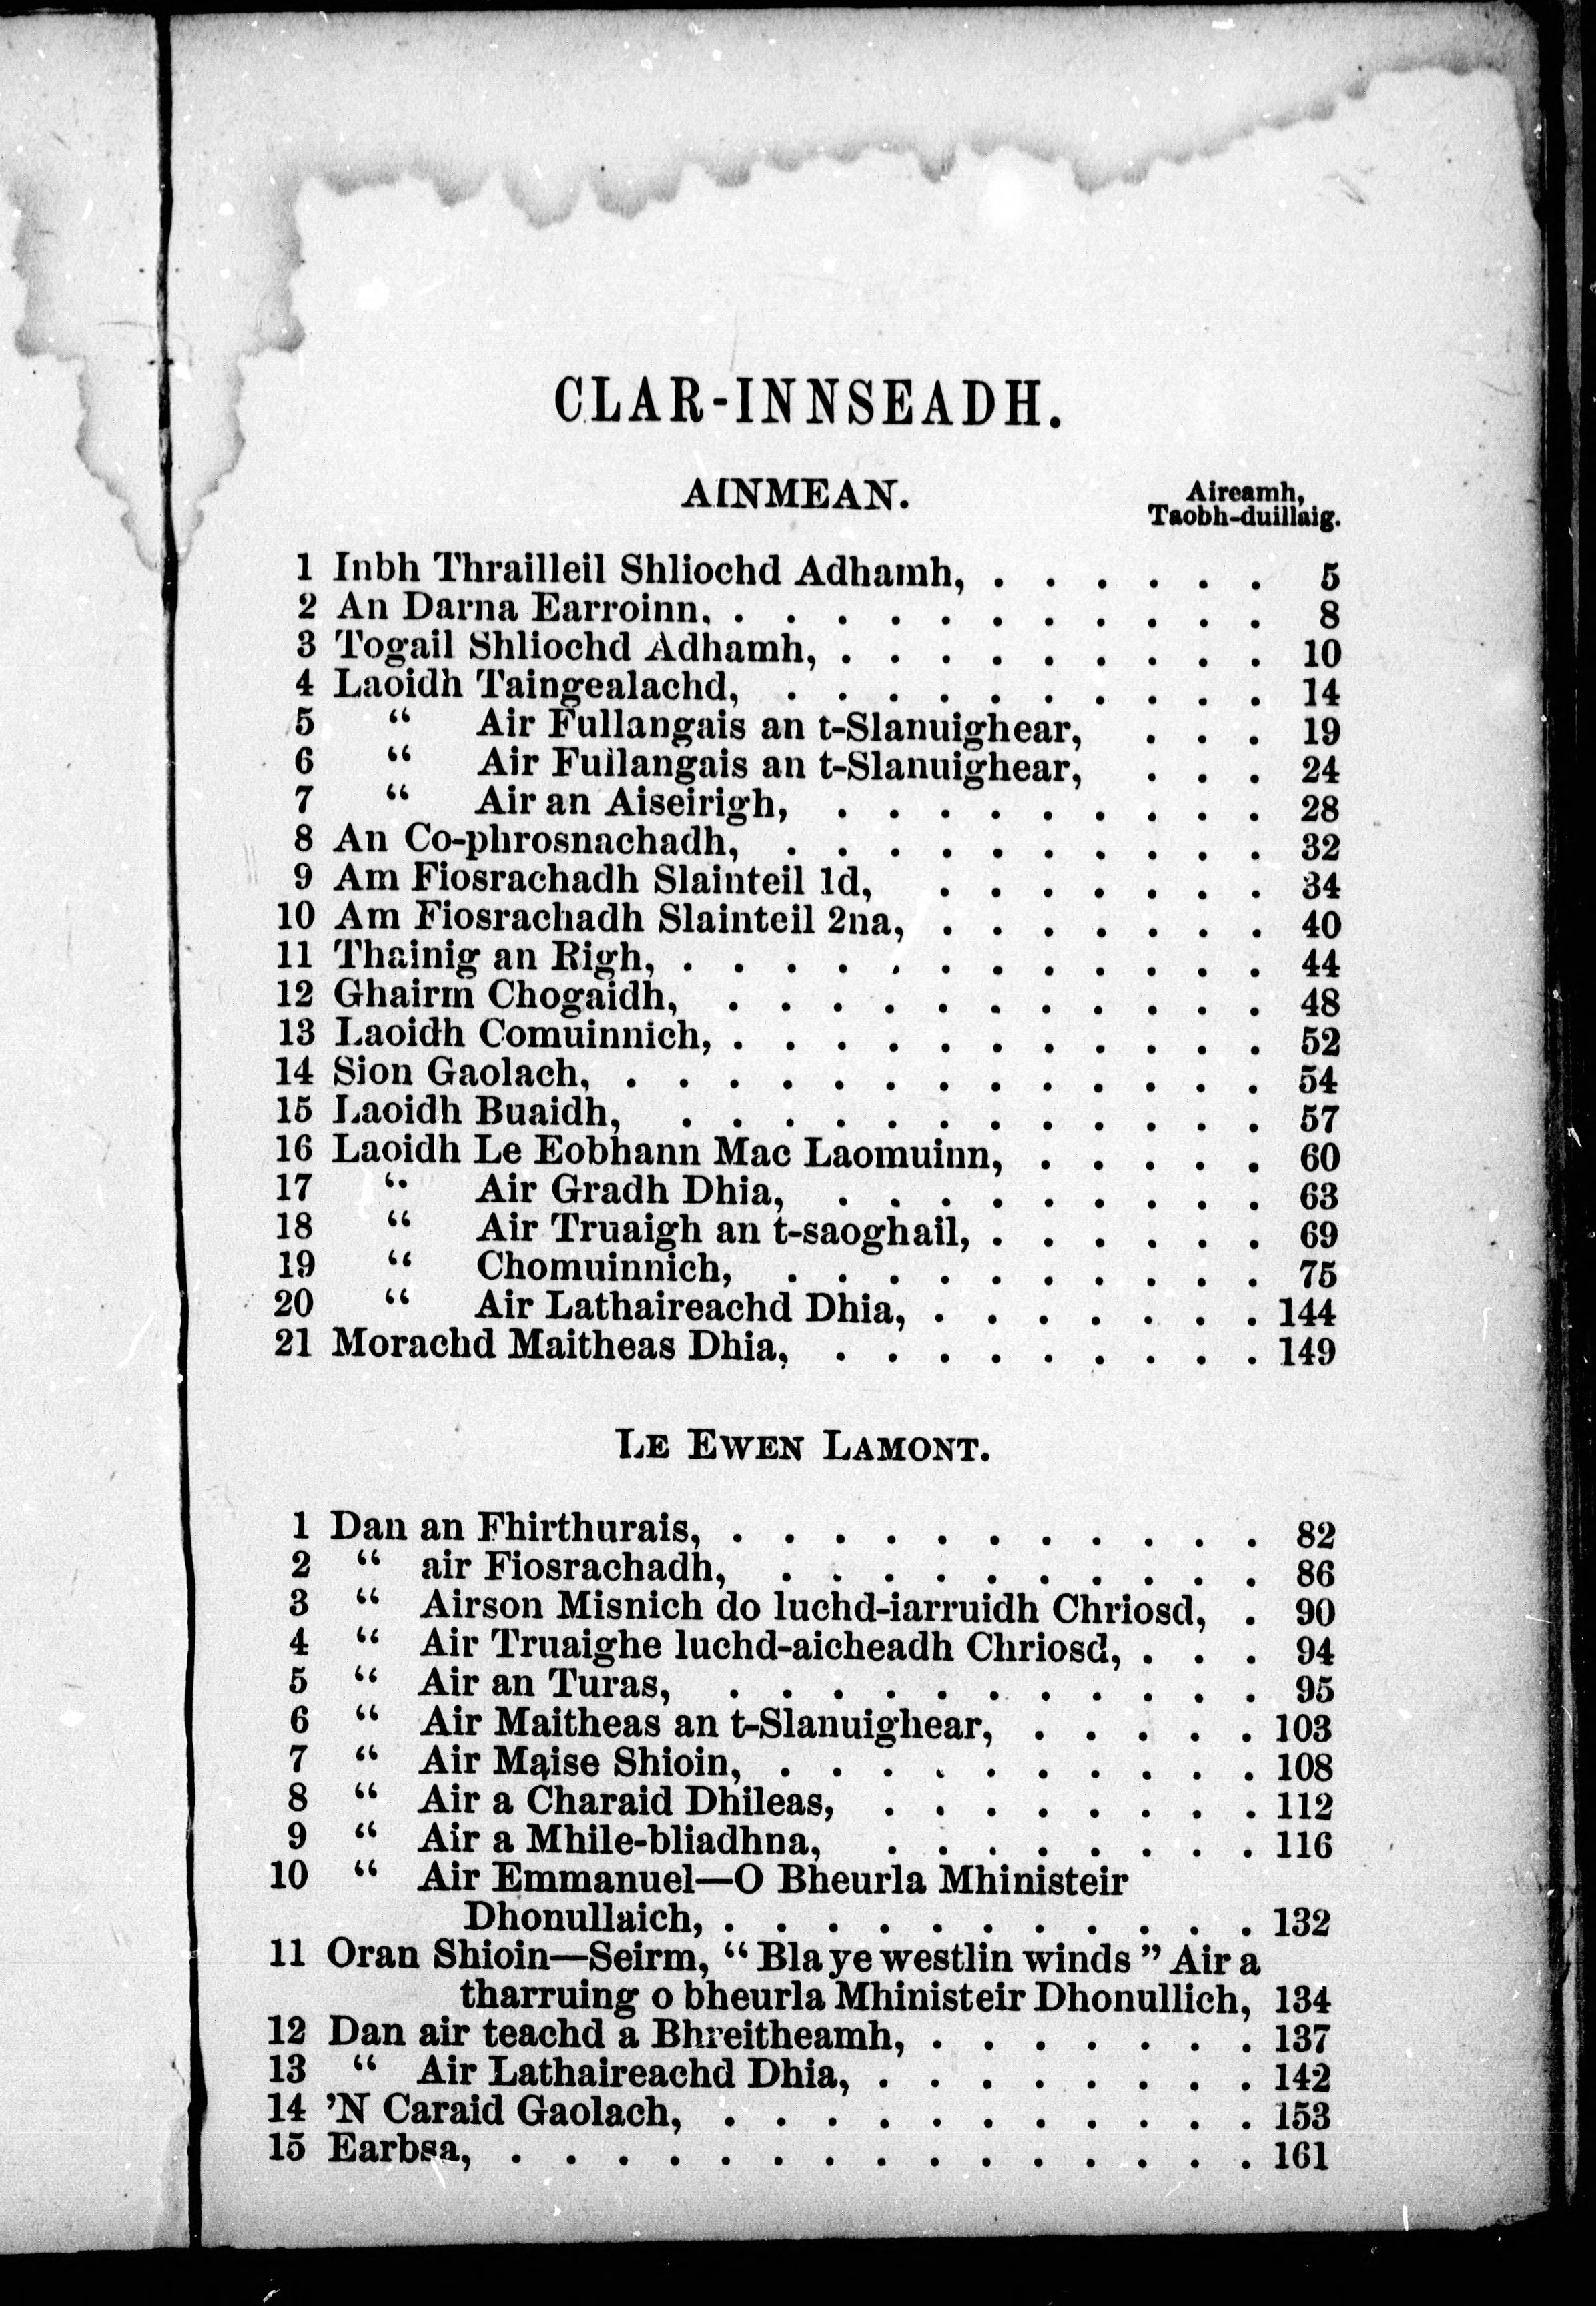 CLAR-INNSEADH.
AINMEAN.
Aireamh,
Taobh-duillaig.
1 Inbh Thrailleil Shliochd Adhamh, . . . . . . 5
2 An Darna Earroinn, . . . . . . . . . . . 8
3 Togail Shliochd Adhamh, . . . . . . . . . 10
4 Laoidh Taingealachd, . . . . . . . . . . 14
5 “ Air Fullangais an t-Slanuighear, . . . 19
6 “ Air Fullangais an t-Slanuighear, . . . 24
7 “ Air an Aiseirigh, . . . . . . . . . 28
8 An Co-phrosnachadh, . . . . . . . . . . 32
9 Am Fiosrachadh Slainteil 1d, . . . . . . . 34
10 Am Fiosrachadh Slainteil 2na, . . . . . . . 40
11 Thainig an Righ, . . . . . . . . . . . . 44
12 Ghairm Chogaidh, . . . . . . . . . . . 48
13 Laoidh Comuinnich, . . . . . . . . . . . 52
14 Sion Gaolach, . . . . . . . . . . . . . 54
15 Laoidh Buaidh, . . . . . . . . . . . . 57
16 Laoidh Le Eobhann Mac Laomuinn, . . . . . 60
17 “ Air Gradh Dhia, . . . . . . . . . 63
18 “ Air Truaigh an t-saoghail, . . . . . . 69
19 “ Chomuinnich, . . . . . . . . . . 75
20 “ Air Lathaireachd Dhia, . . . . . . . 144
21 Morachd Maitheas Dhia, . . . . . . . . . 149
LE EWEN LAMONT.
1 Dan an Fhirthurais, . . . . . . . . . . . 82
2 “ air Fiosrachadh, . . . . . . . . . . 86
3 “ Airson Misnich do luchd-iarruidh Chriosd, . 90
4 “ Air Truaighe luchd-aicheadh Chriosd, . . . 94
5 “ Air an Turas, . . . . . . . . . . . 95
6 “ Air Maitheas an t-Slanuighear, . . . . . 103
7 “ Air Maise Shioin, . . . . . . . . . . 108
8 “ Air a Charaid Dhileas, . . . . . . . . 112
9 “ Air a Mhile-bliadhna, . . . . . . . . 116
10 “ Air Emmanuel—O Bheurla Mhinisteir
Dhonullaich, . . . . . . . . . . . 132
11 Oran Shioin—Seirm, “ Bla ye westlin winds ” Air a
tharruing o bheurla Mhinisteir Dhonullich, 134
12 Dan air teachd a Bhreitheamh, . . . . . . . 137
13 “ Air Lathaireachd Dhia, . . . . . . . . 142
14 ’N Caraid Gaolach, . . . . . . . . . . . 153
15 Earbsa, . . . . . . . . . . . . . . . 161